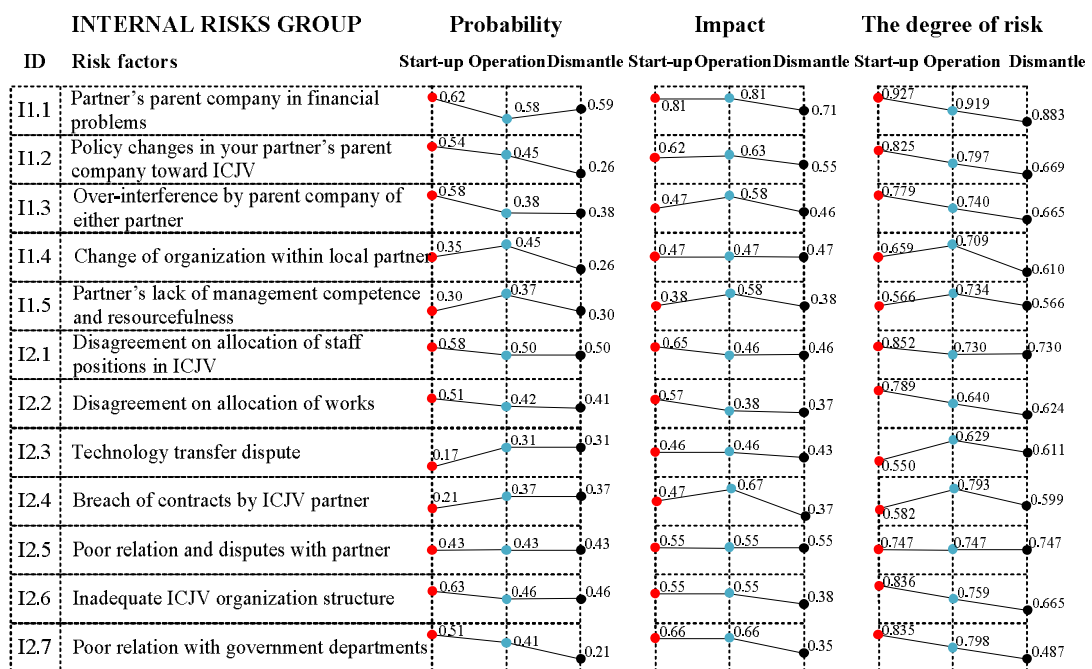 INTERNAL RISKS GROUP Probability Impact The degree of risk
ID Risk factors Start-up Operation Dismantle Start-up Operation Dismantle Start-up Operation Dismantle
I1.1 Partner's parent company in financial problems 0.62 0.58 0.59 0.81 0.81 0.71 0.927 0.919 0.883
I1.2 Policy changes in your partner's parent company toward ICJV 0.54 0.45 0.26 0.62 0.63 0.55 0.825 0.797 0.669
I1.3 Over-interference by parent company of either partner 0.58 0.38 0.38 0.47 0.58 0.46 0.779 0.740 0.665
I1.4 Change of organization within local partner 0.35 0.45 0.26 0.47 0.47 0.47 0.659 0.709 0.610
I1.5 Partner's lack of management competence and resourcefulness 0.30 0.37 0.30 0.38 0.58 0.38 0.566 0.734 0.566
I2.1 Disagreement on allocation of staff positions in ICJV 0.58 0.50 0.50 0.65 0.46 0.46 0.852 0.730 0.730
I2.2 Disagreement on allocation of works 0.51 0.42 0.41 0.57 0.38 0.37 0.789 0.640 0.624
I2.3 Technology transfer dispute 0.17 0.31 0.31 0.46 0.46 0.43 0.550 0.629 0.611
I2.4 Breach of contracts by ICJV partner 0.21 0.37 0.37 0.47 0.67 0.37 0.582 0.793 0.599
I2.5 Poor relation and disputes with partner 0.43 0.43 0.43 0.55 0.55 0.55 0.747 0.747 0.747
I2.6 Inadequate ICJV organization structure 0.63 0.46 0.46 0.55 0.55 0.38 0.836 0.759 0.665
I2.7 Poor relation with government departments 0.51 0.41 0.21 0.66 0.66 0.35 0.835 0.798 0.487